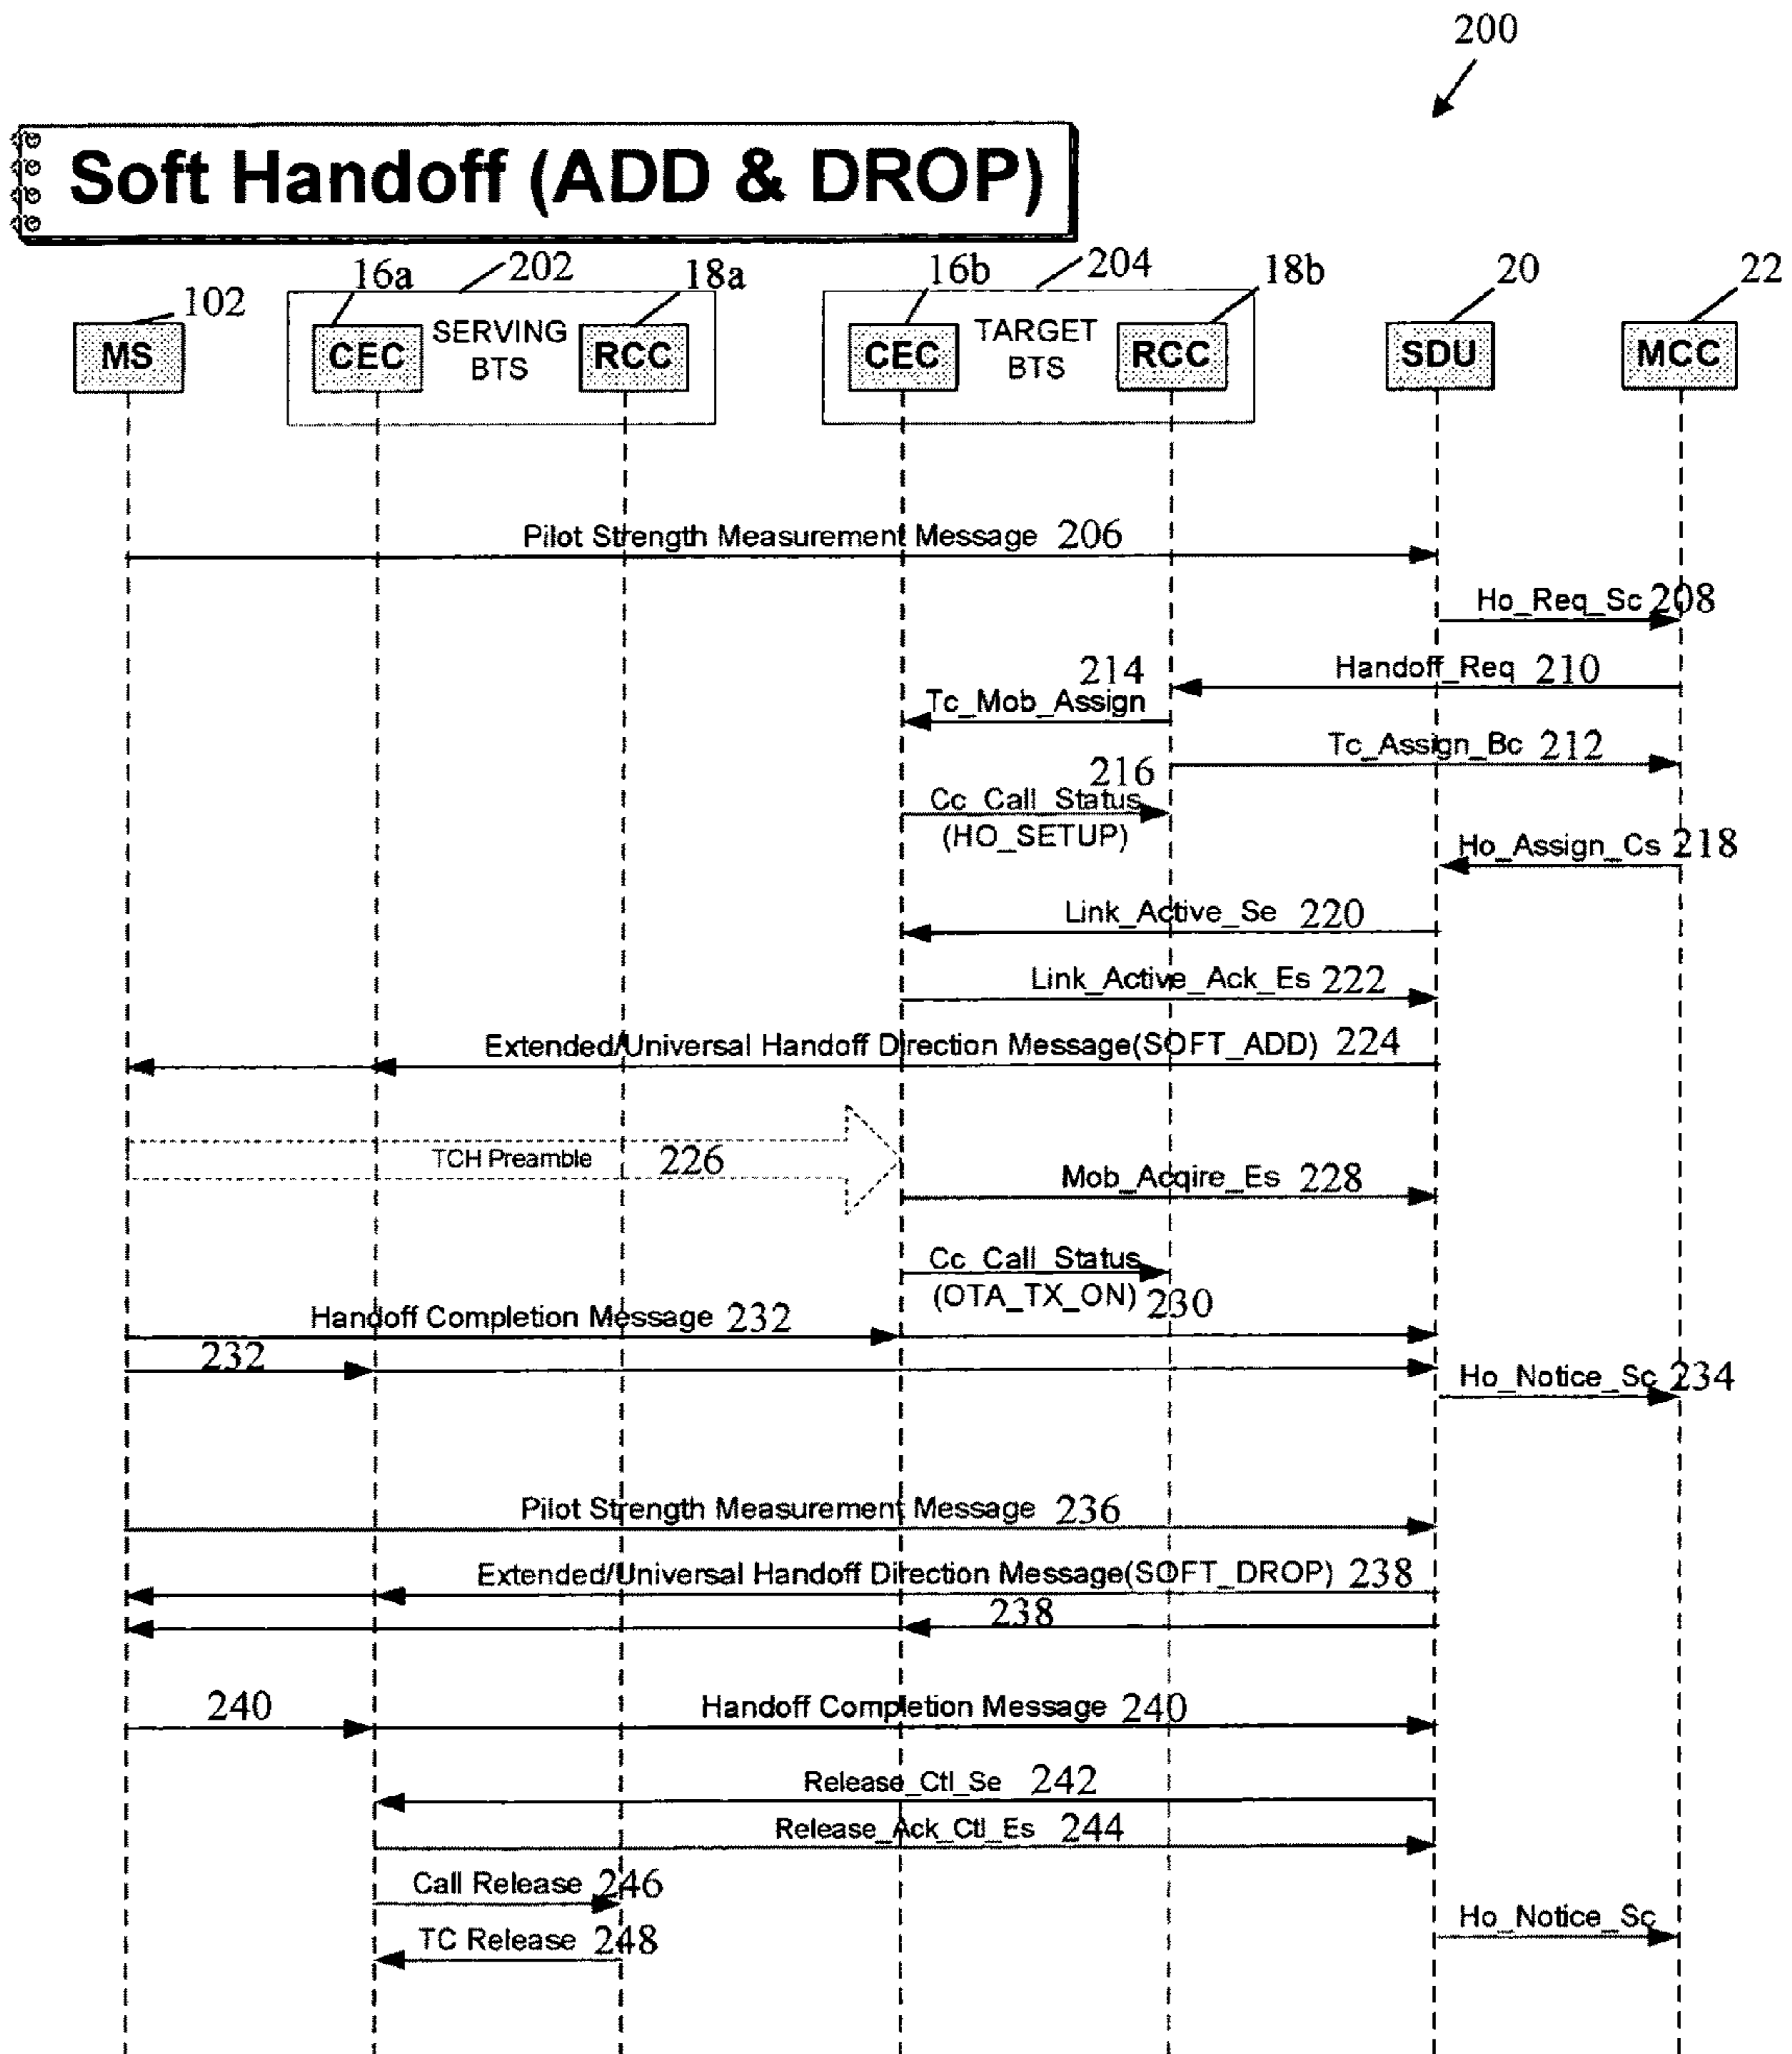 200
Soft Handoff (ADD & DROP)
102
16a
202
18a
16b
204
18b
20
22
MS
CEC
SERVING
BTS
RCC
CEC
TARGET
BTS
RCC
SDU
MCC
Pilot Strength Measurement Message 206
Ho_Req_Sc 208
Handoff_Req 210
214
Tc_Mob_Assign
Tc_Assign_Bc 212
216
Cc_Call_Status
(HO_SETUP)
Ho_Assign_Cs 218
Link_Active_Se 220
Link_Active_Ack_Es 222
Extended/Universal Handoff Direction Message(SOFT_ADD) 224
TCH Preamble 226
Mob_Acqire_Es 228
Cc_Call_Status
(OTA_TX_ON) 230
Handoff Completion Message 232
232
Ho_Notice_Sc 234
Pilot Strength Measurement Message 236
Extended/Universal Handoff Direction Message(SOFT_DROP) 238
238
240
Handoff Completion Message 240
Release_Ctl_Se 242
Release_Ack_Ctl_Es 244
Call Release 246
Ho_Notice_Sc
TC Release 248